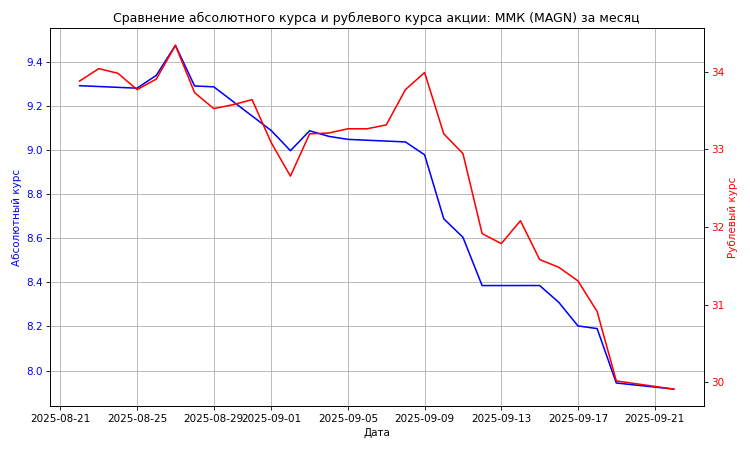 Сравнение абсолютного курса и рублевого курса акции: ММК (MAGN) за месяц
9.4
9.2
9.0
8.8
8.6
8.4
8.2
8.0
Абсолютный курс
34
33
32
31
30
Рублевый курс
2025-08-21 2025-08-25 2025-08-29 2025-09-01 2025-09-05 2025-09-09 2025-09-13 2025-09-17 2025-09-21
Дата